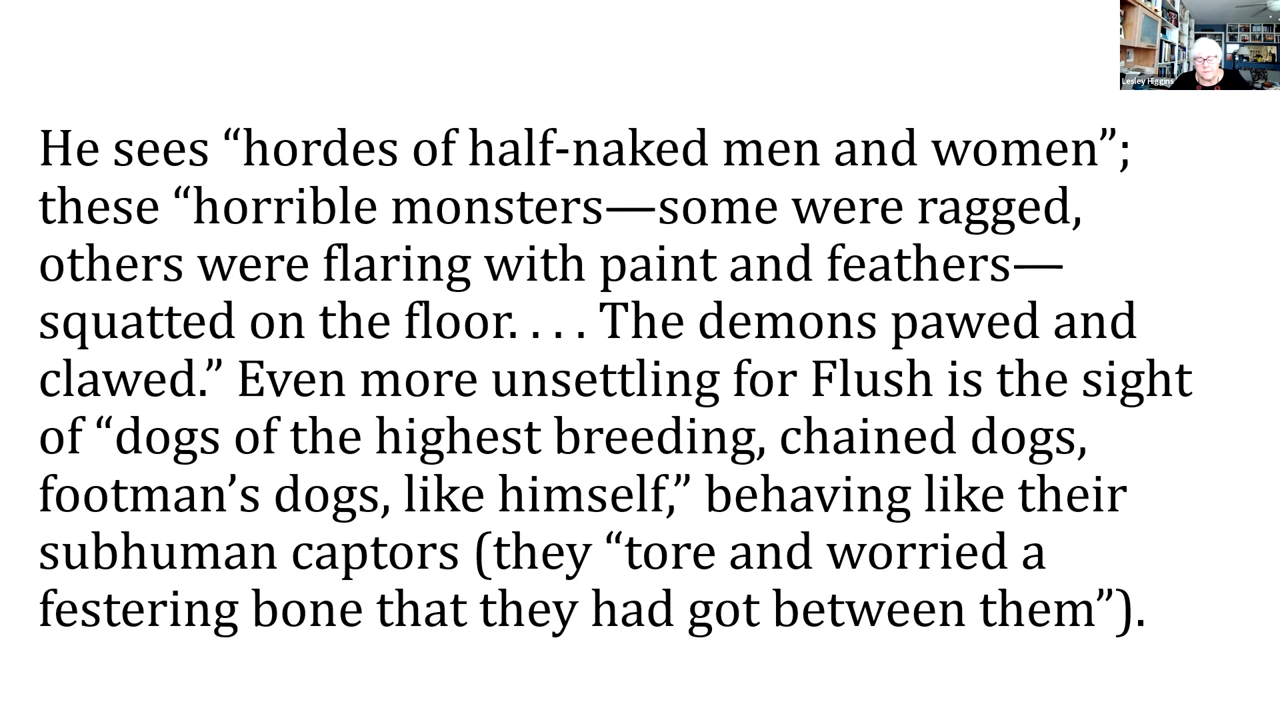 Lesley Higgins
He sees “hordes of half-naked men and women”;
these “horrible monsters—some were ragged,
others were flaring with paint and feathers—
squatted on the floor. . . . The demons pawed and
clawed.” Even more unsettling for Flush is the sight
of “dogs of the highest breeding, chained dogs,
footman’s dogs, like himself,” behaving like their
subhuman captors (they “tore and worried a
festering bone that they had got between them”).